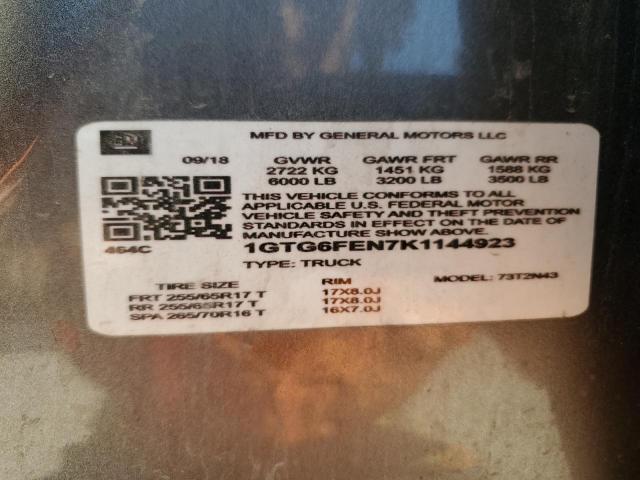 MFD BY GENERAL MOTORS LLC
09/18 GVWR GAWR FRT GAWR RR
2722 KG 1451 KG 1588 KG
6000 LB 3200 LB 3500 LB
THIS VEHICLE CONFORMS TO ALL
APPLICABLE U.S. FEDERAL MOTOR
VEHICLE SAFETY AND THEFT PREVENTION
STANDARDS IN EFFECT ON THE DATE OF
MANUFACTURE SHOWN ABOVE.
464C 1GTG6FEN7K1144923
TYPE: TRUCK MODEL: 73T2N43
TIRE SIZE RIM
FRT 255/65R17 T 17X8.0J
RR 255/65R17 T 17X8.0J
SPA 265/70R16 T 16X7.0J